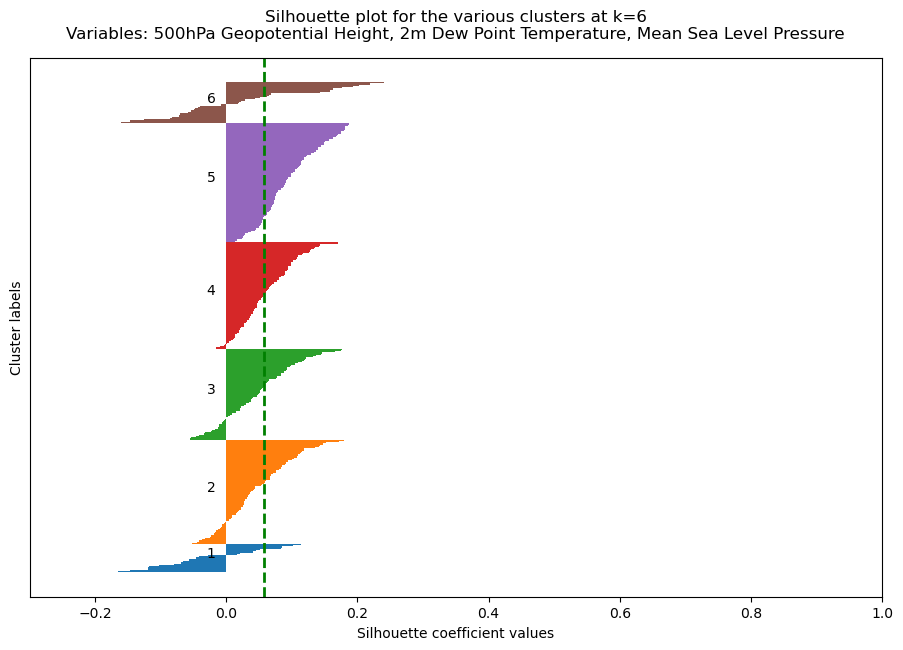 Silhouette plot for the various clusters at k=6
Variables: 500hPa Geopotential Height, 2m Dew Point Temperature, Mean Sea Level Pressure
6
5
4
3
2
1
Cluster labels
−0.2 0.0 0.2 0.4 0.6 0.8 1.0
Silhouette coefficient values